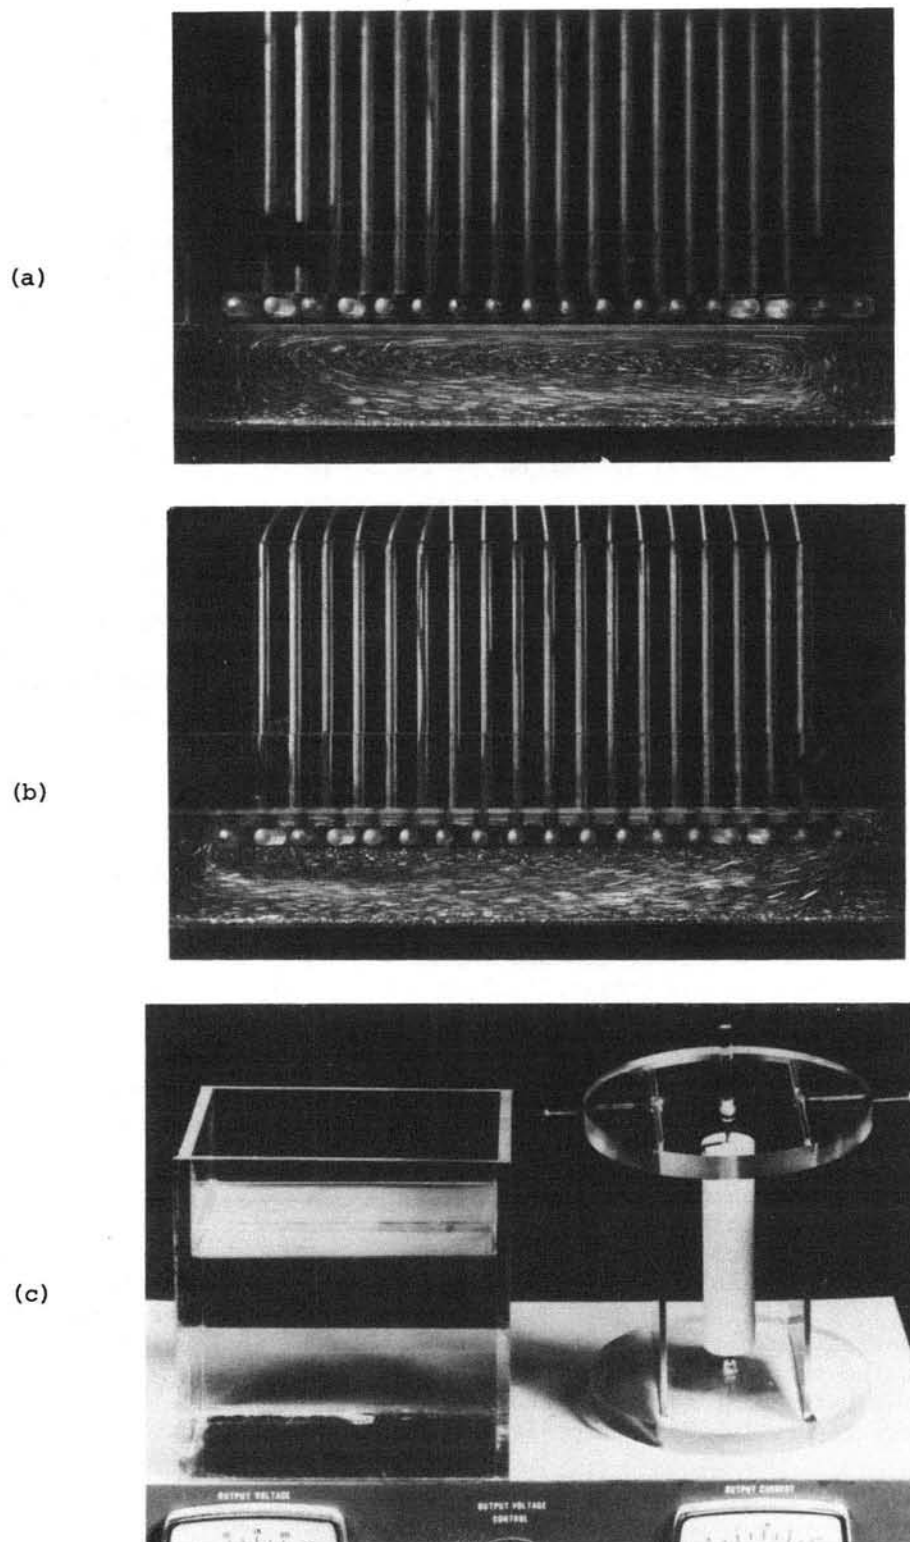 (a)
(b)
(c)
OUTPUT VOLTAGE
OUTPUT VOLTAGE
CONTROL
OUTPUT CURRENT